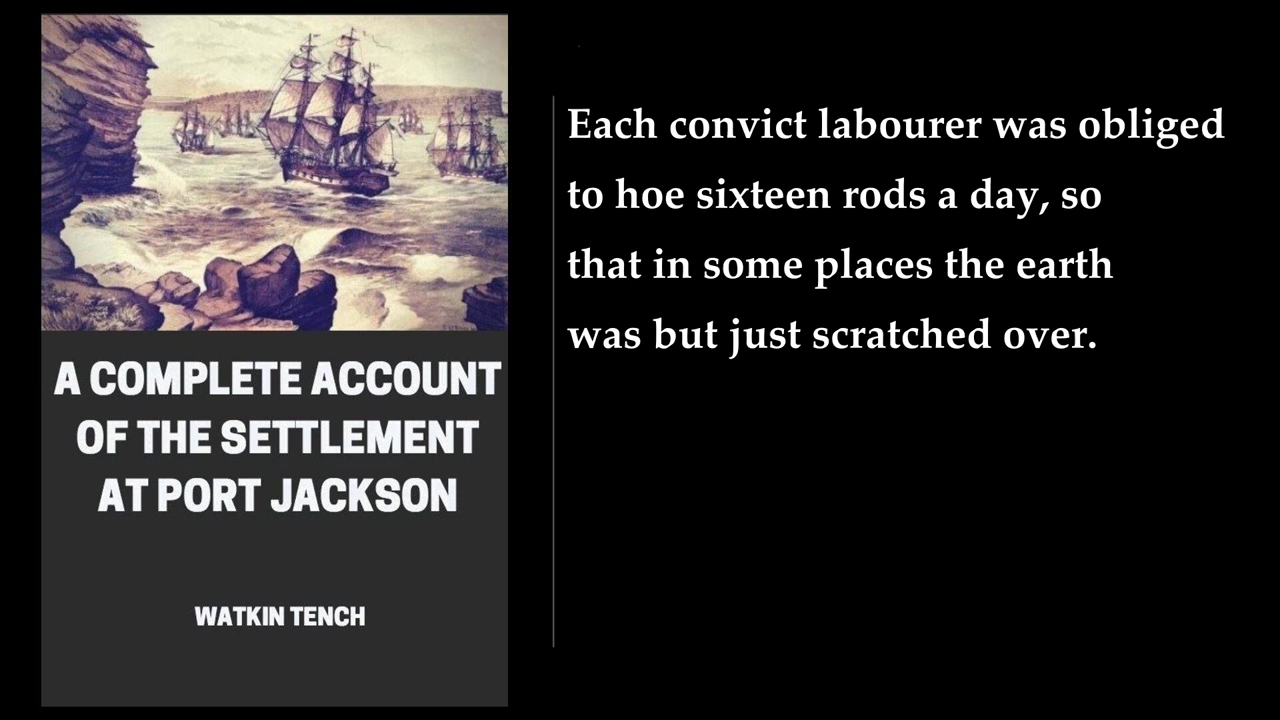 A COMPLETE ACCOUNT
OF THE SETTLEMENT
AT PORT JACKSON
WATKIN TENCH
Each convict labourer was obliged
to hoe sixteen rods a day, so
that in some places the earth
was but just scratched over.